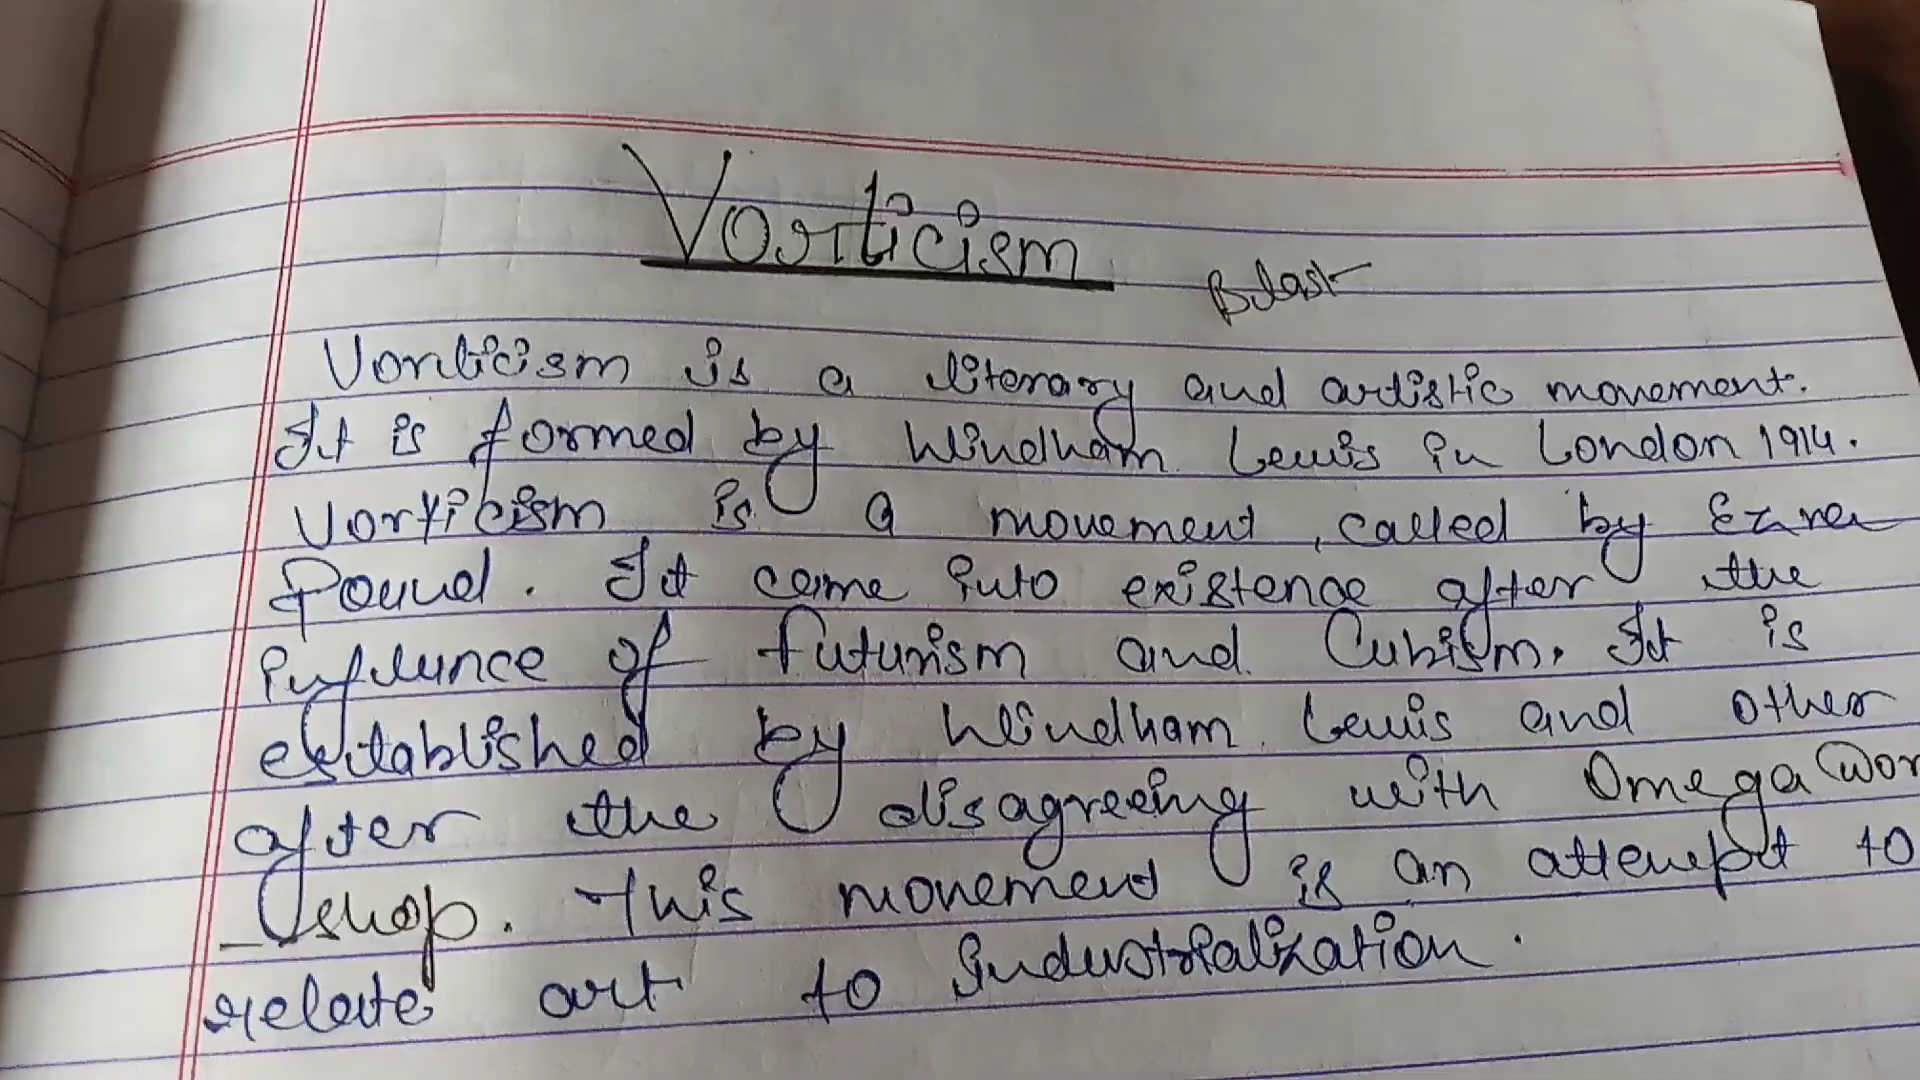 Vorticism
Blast
Vorticism is a literary and artistic movement.
It is formed by Windham Lewis in London 1914.
Vorticism is a movement, called by Ezra
Pound. It came into existence after the
influnce of futurism and Cubism. It is
established by Windham Lewis and other
after the disagreeing with Omega Wor
_ shop. This movement is an attempt to
relate art to Industrialization.